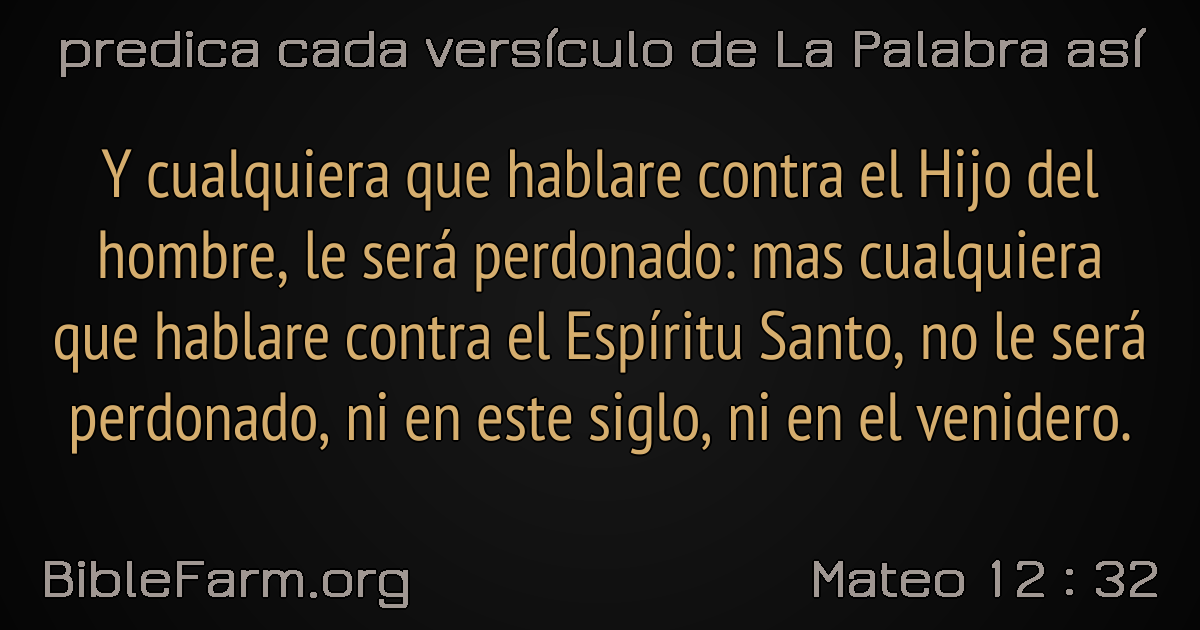 predica cada versículo de La Palabra así
Y cualquiera que hablare contra el Hijo del
hombre, le será perdonado: mas cualquiera
que hablare contra el Espíritu Santo, no le será
perdonado, ni en este siglo, ni en el venidero.
BibleFarm.org
Mateo 12 : 32